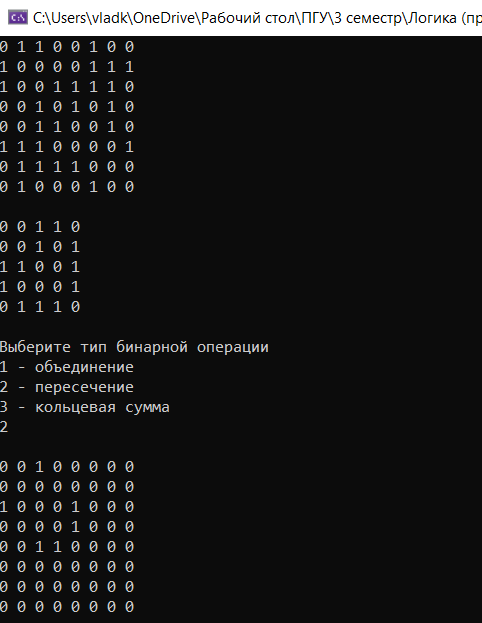 C:\Users\vladk\OneDrive\Рабочий стол\ПГУ\3 семестр\Логика (пр
0 1 1 0 0 1 0 0
1 0 0 0 0 1 1 1
1 0 0 1 1 1 1 0
0 0 1 0 1 0 1 0
0 0 1 1 0 0 1 0
1 1 1 0 0 0 0 1
0 1 1 1 1 0 0 0
0 1 0 0 0 1 0 0
0 0 1 1 0
0 0 1 0 1
1 1 0 0 1
1 0 0 0 1
0 1 1 1 0
Выберите тип бинарной операции
1 - объединение
2 - пересечение
3 - кольцевая сумма
2
0 0 1 0 0 0 0 0
0 0 0 0 0 0 0 0
1 0 0 0 1 0 0 0
0 0 0 0 1 0 0 0
0 0 1 1 0 0 0 0
0 0 0 0 0 0 0 0
0 0 0 0 0 0 0 0
0 0 0 0 0 0 0 0